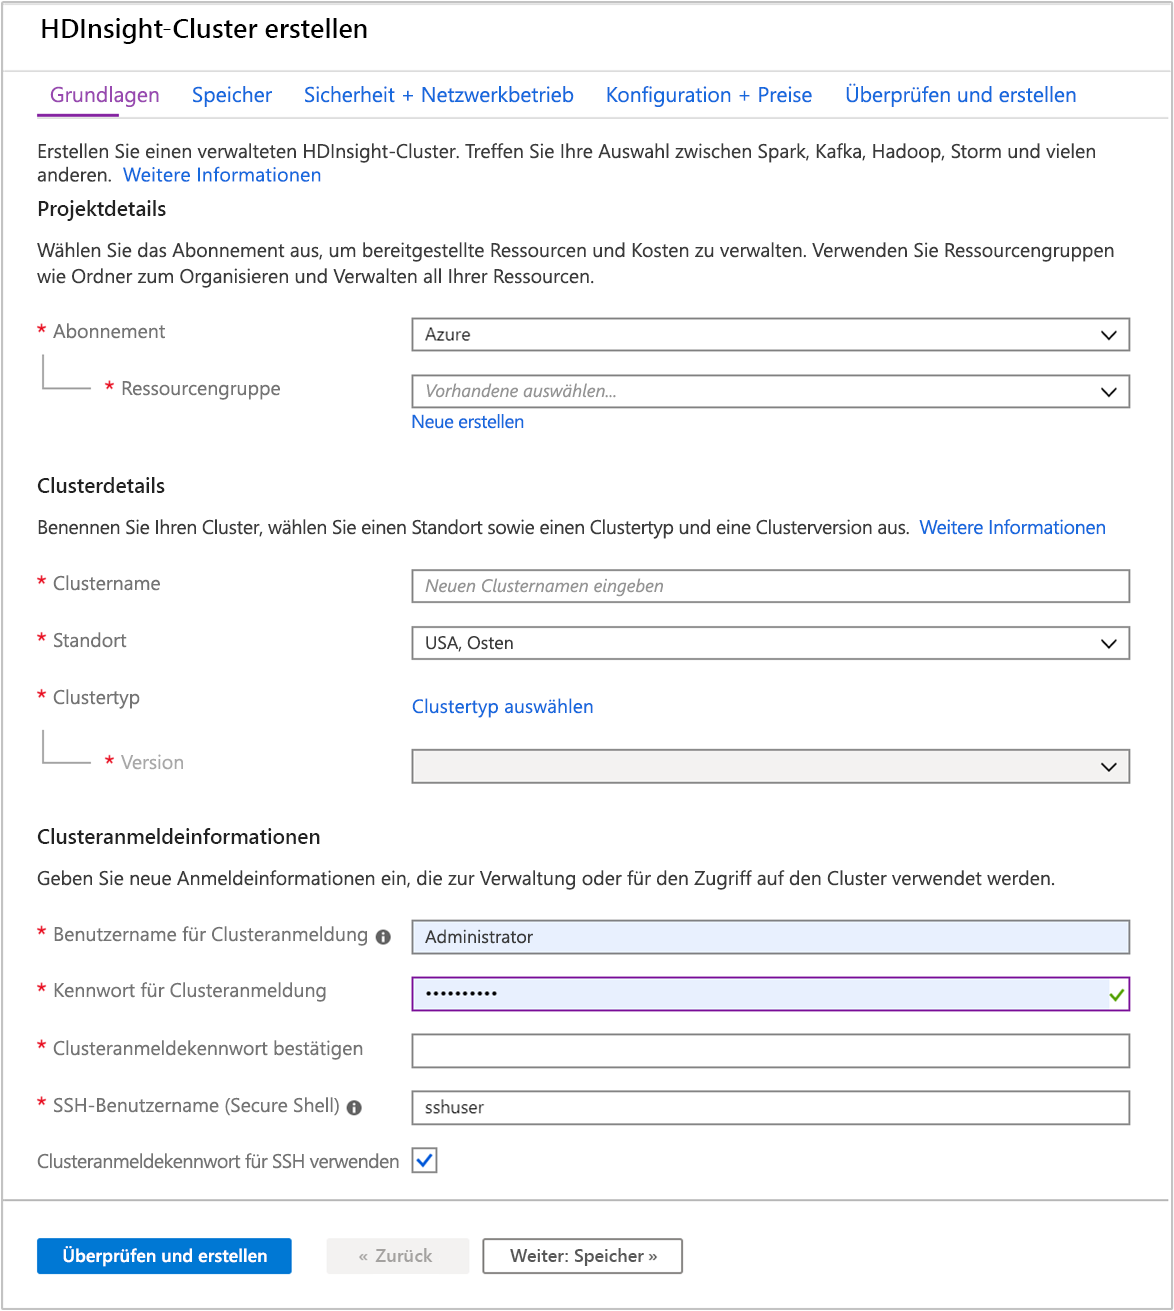 HDInsight-Cluster erstellen
Grundlagen Speicher Sicherheit + Netzwerkbetrieb Konfiguration + Preise Überprüfen und erstellen
Erstellen Sie einen verwalteten HDInsight-Cluster. Treffen Sie Ihre Auswahl zwischen Spark, Kafka, Hadoop, Storm und vielen
anderen. Weitere Informationen
Projektdetails
Wählen Sie das Abonnement aus, um bereitgestellte Ressourcen und Kosten zu verwalten. Verwenden Sie Ressourcengruppen
wie Ordner zum Organisieren und Verwalten all Ihrer Ressourcen.
* Abonnement Azure
* Ressourcengruppe Vorhandene auswählen...
Neue erstellen
Clusterdetails
Benennen Sie Ihren Cluster, wählen Sie einen Standort sowie einen Clustertyp und eine Clusterversion aus. Weitere Informationen
* Clustername Neuen Clusternamen eingeben
* Standort USA, Osten
* Clustertyp Clustertyp auswählen
* Version
Clusteranmeldeinformationen
Geben Sie neue Anmeldeinformationen ein, die zur Verwaltung oder für den Zugriff auf den Cluster verwendet werden.
* Benutzername für Clusteranmeldung Administrator
* Kennwort für Clusteranmeldung ••••••••••
* Clusteranmeldekennwort bestätigen
* SSH-Benutzername (Secure Shell) sshuser
Clusteranmeldekennwort für SSH verwenden
Überprüfen und erstellen « Zurück Weiter: Speicher »